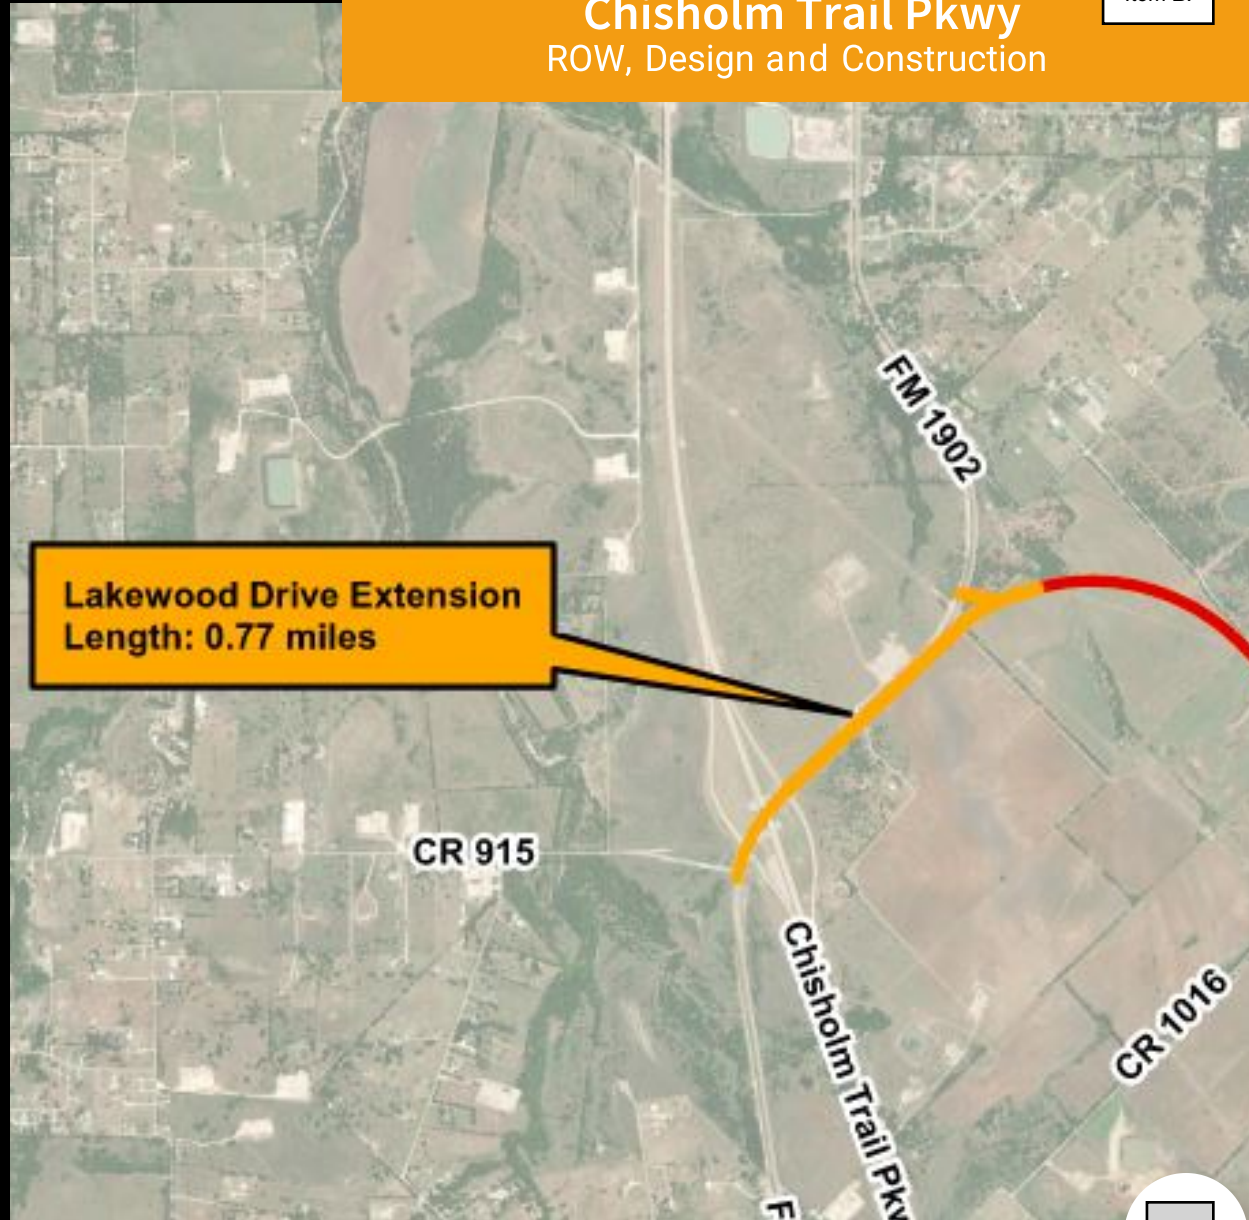 Chisholm Trail Pkwy
ROW, Design and Construction
FM 1902
Lakewood Drive Extension
Length: 0.77 miles
CR 915
Chisholm Trail
CR 1016